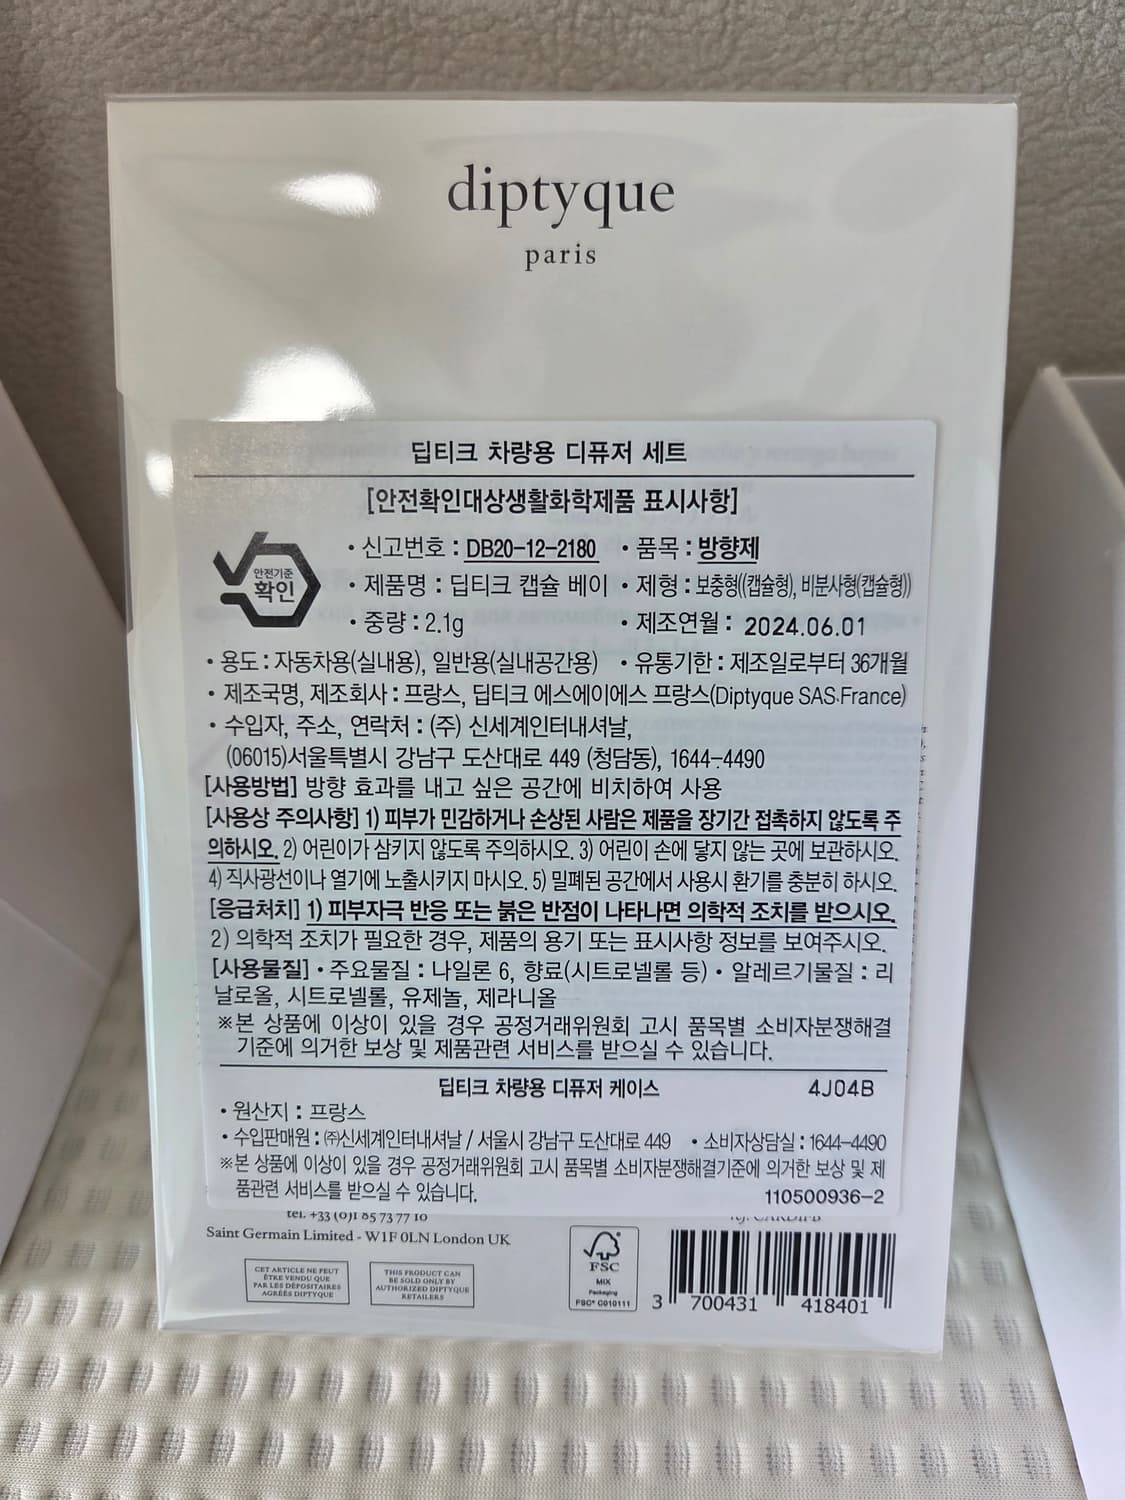 diptyque
paris
딥티크 차량용 디퓨저 세트
[안전확인대상생활화학제품 표시사항]
안전기준
확인
• 신고번호 : DB20-12-2180 • 품목 : 방향제
• 제품명 : 딥티크 캡슐 베이 • 제형 : 보충형((캡슐형), 비분사형(캡슐형))
• 중량 : 2.1g • 제조연월 : 2024.06.01
• 용도 : 자동차용(실내용), 일반용(실내공간용) • 유통기한 : 제조일로부터 36개월
• 제조국명, 제조회사 : 프랑스, 딥티크 에스에이에스 프랑스(Diptyque SAS.France)
• 수입자, 주소, 연락처 : (주) 신세계인터내셔날,
(06015)서울특별시 강남구 도산대로 449 (청담동), 1644-4490
[사용방법] 방향 효과를 내고 싶은 공간에 비치하여 사용
[사용상 주의사항] 1) 피부가 민감하거나 손상된 사람은 제품을 장기간 접촉하지 않도록 주
의하시오. 2) 어린이가 삼키지 않도록 주의하시오. 3) 어린이 손에 닿지 않는 곳에 보관하시오.
4) 직사광선이나 열기에 노출시키지 마시오. 5) 밀폐된 공간에서 사용시 환기를 충분히 하시오.
[응급처치] 1) 피부자극 반응 또는 붉은 반점이 나타나면 의학적 조치를 받으시오.
2) 의학적 조치가 필요한 경우, 제품의 용기 또는 표시사항 정보를 보여주시오.
[사용물질] • 주요물질 : 나일론 6, 향료(시트로넬롤 등) • 알레르기물질 : 리
날로올, 시트로넬롤, 유제놀, 제라니올
※본 상품에 이상이 있을 경우 공정거래위원회 고시 품목별 소비자분쟁해결
기준에 의거한 보상 및 제품관련 서비스를 받으실 수 있습니다.
딥티크 차량용 디퓨저 케이스 4J04B
• 원산지 : 프랑스
• 수입판매원 : ㈜신세계인터내셔날 / 서울시 강남구 도산대로 449 • 소비자상담실 : 1644-4490
※본 상품에 이상이 있을 경우 공정거래위원회 고시 품목별 소비자분쟁해결기준에 의거한 보상 및 제
품관련 서비스를 받으실 수 있습니다. 110500936-2
tel. +33 (0)1 85 73 77 10
Saint Germain Limited - W1F 0LN London UK
CET ARTICLE NE PEUT
ÊTRE VENDU QUE
PAR LES DÉPOSITAIRES
AGRÉÉS DIPTYQUE
THIS PRODUCT CAN
BE SOLD ONLY BY
AUTHORIZED DIPTYQUE
RETAILERS
FSC
MIX
Packaging
FSC® C010111
3 700431 418401